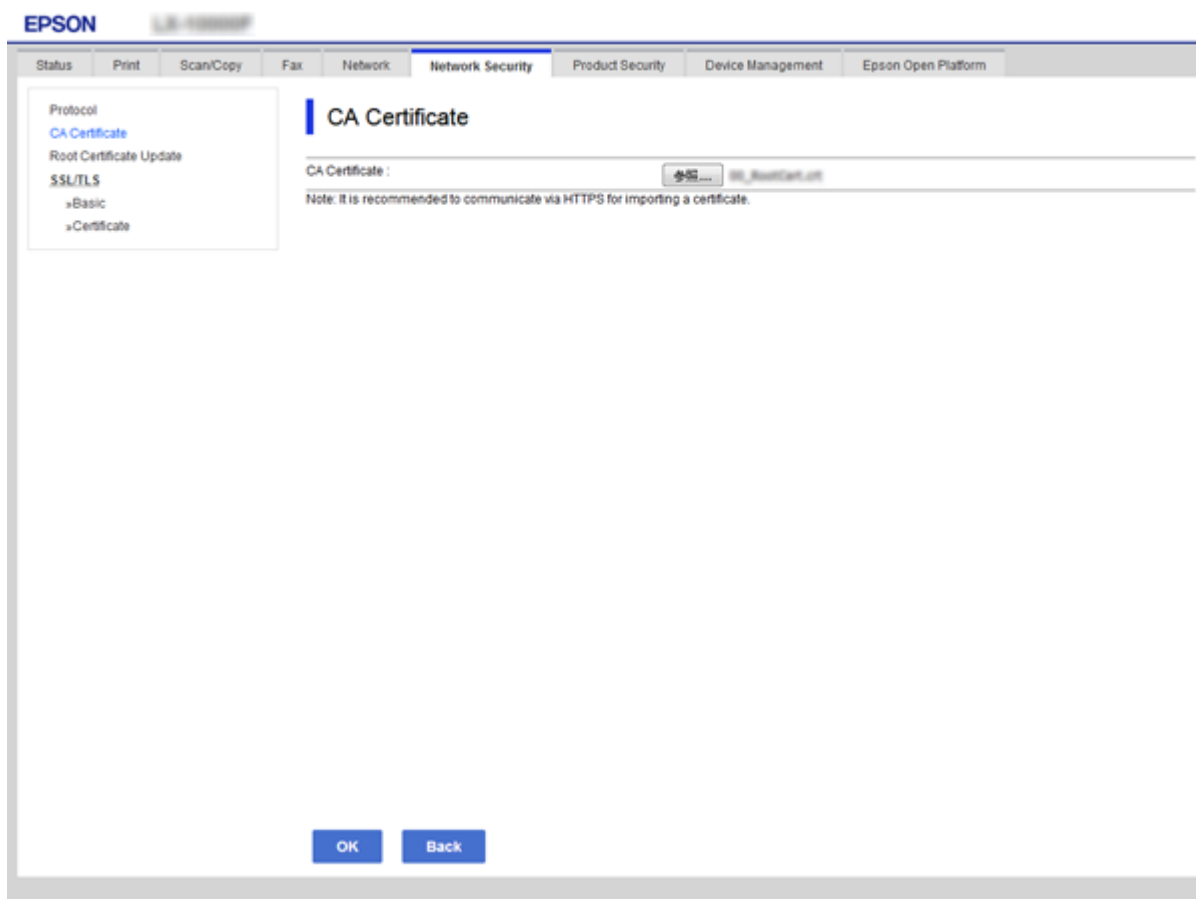 EPSON
Status Print Scan/Copy Fax Network Network Security Product Security Device Management Epson Open Platform
Protocol
CA Certificate
Root Certificate Update
SSL/TLS
»Basic
»Certificate
CA Certificate
CA Certificate :
参照...
Note: It is recommended to communicate via HTTPS for importing a certificate.
OK Back